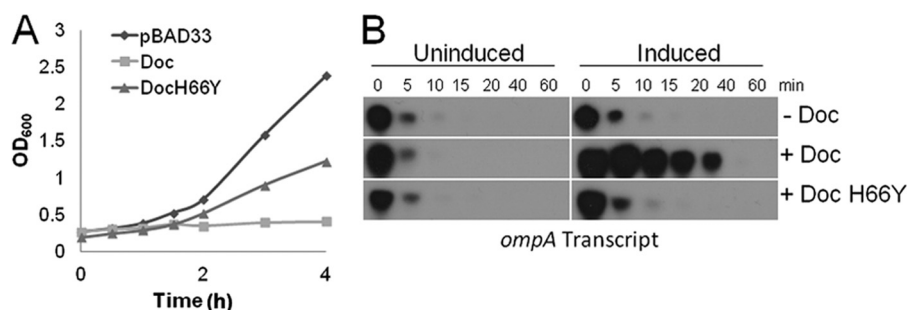 A
3
2.5
2
1.5
1
0.5
0
OD600
pBAD33
Doc
DocH66Y
0 2 4
Time (h)
B
Uninduced Induced
0 5 10 15 20 40 60 0 5 10 15 20 40 60 min
- Doc
+ Doc
+ Doc H66Y
ompA Transcript